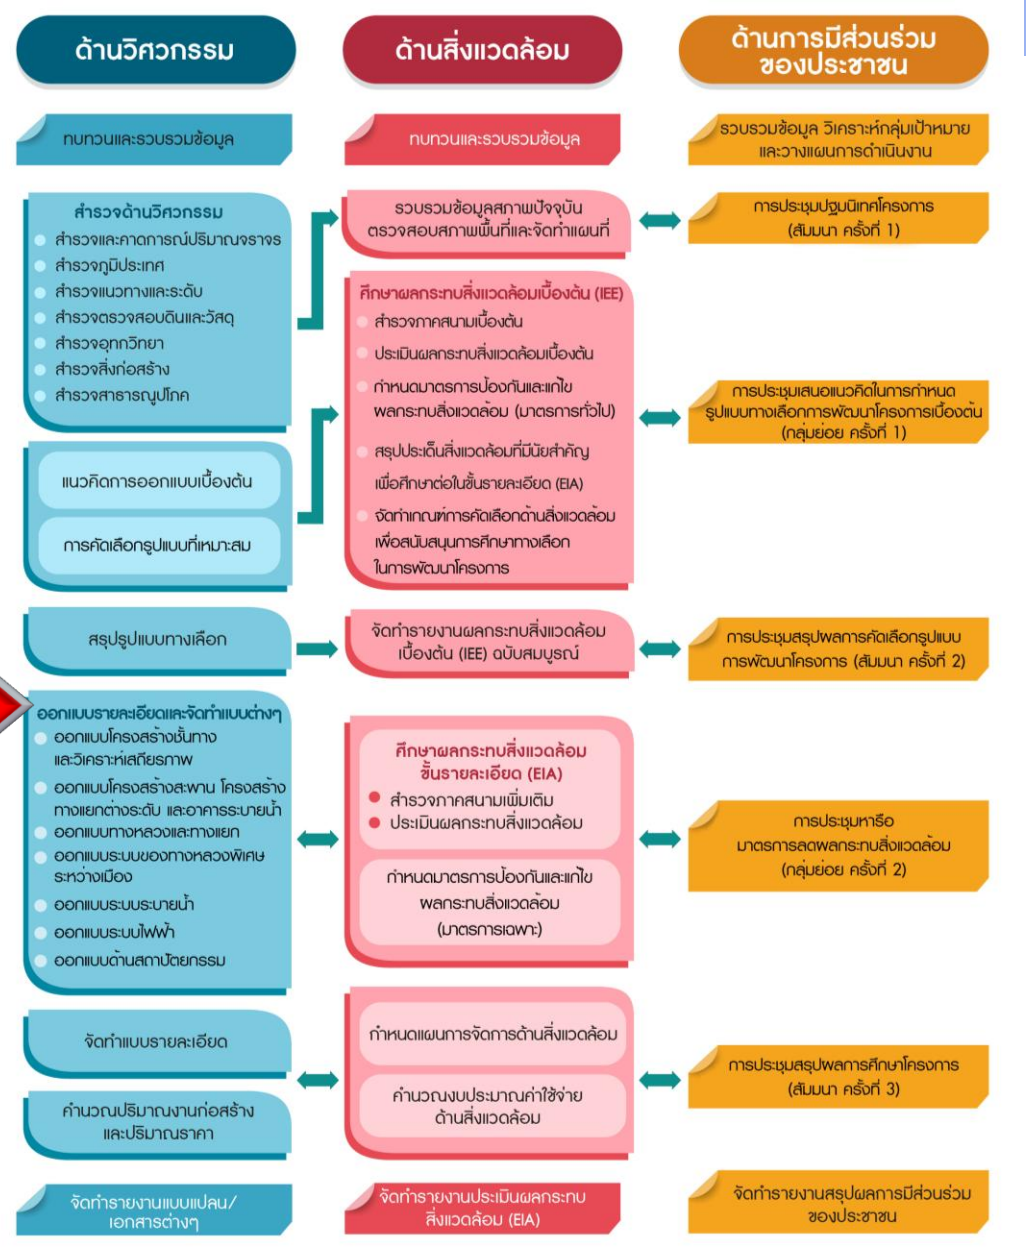 ด้านวิศวกรรม
ทบทวนและรวบรวมข้อมูล
สำรวจด้านวิศวกรรม
สำรวจและคาดการณ์ปริมาณจราจร
สำรวจภูมิประเทศ
สำรวจแนวทางและระดับ
สำรวจตรวจสอบดินและวัสดุ
สำรวจอุทกวิทยา
สำรวจสิ่งก่อสร้าง
สำรวจสาธารณูปโภค
แนวคิดการออกแบบเบื้องต้น
การคัดเลือกรูปแบบที่เหมาะสม
สรุปรูปแบบทางเลือก
ออกแบบรายละเอียดและจัดทำแบบต่างๆ
ออกแบบโครงสร้างชั้นทาง
และวิเคราะห์เสถียรภาพ
ออกแบบโครงสร้างสะพาน โครงสร้าง
ทางแยกต่างระดับ และอาคารระบายน้ำ
ออกแบบทางหลวงและทางแยก
ออกแบบระบบของทางหลวงพิเศษ
ระหว่างเมือง
ออกแบบระบบระบายน้ำ
ออกแบบระบบไฟฟ้า
ออกแบบด้านสถาปัตยกรรม
จัดทำแบบรายละเอียด
คำนวณปริมาณงานก่อสร้าง
และปริมาณราคา
จัดทำรายงานแบบแปลน/
เอกสารต่างๆ
ด้านสิ่งแวดล้อม
ทบทวนและรวบรวมข้อมูล
รวบรวมข้อมูลสภาพปัจจุบัน
ตรวจสอบสภาพพื้นที่และจัดทำแผนที่
ศึกษาผลกระทบสิ่งแวดล้อมเบื้องต้น (IEE)
สำรวจภาคสนามเบื้องต้น
ประเมินผลกระทบสิ่งแวดล้อมเบื้องต้น
กำหนดมาตรการป้องกันและแก้ไข
ผลกระทบสิ่งแวดล้อม (มาตรการทั่วไป)
สรุปประเด็นสิ่งแวดล้อมที่มีนัยสำคัญ
เพื่อศึกษาต่อในขั้นรายละเอียด (EIA)
จัดทำเกณฑ์การคัดเลือกด้านสิ่งแวดล้อม
เพื่อสนับสนุนการศึกษาทางเลือก
ในการพัฒนาโครงการ
จัดทำรายงานผลกระทบสิ่งแวดล้อม
เบื้องต้น (IEE) ฉบับสมบูรณ์
ศึกษาผลกระทบสิ่งแวดล้อม
ขั้นรายละเอียด (EIA)
สำรวจภาคสนามเพิ่มเติม
ประเมินผลกระทบสิ่งแวดล้อม
กำหนดมาตรการป้องกันและแก้ไข
ผลกระทบสิ่งแวดล้อม
(มาตรการเฉพาะ)
กำหนดแผนการจัดการด้านสิ่งแวดล้อม
คำนวณงบประมาณค่าใช้จ่าย
ด้านสิ่งแวดล้อม
จัดทำรายงานประเมินผลกระทบ
สิ่งแวดล้อม (EIA)
ด้านการมีส่วนร่วม
ของประชาชน
รวบรวมข้อมูล วิเคราะห์กลุ่มเป้าหมาย
และวางแผนการดำเนินงาน
การประชุมปฐมนิเทศโครงการ
(สัมมนา ครั้งที่ 1)
การประชุมเสนอแนวคิดในการกำหนด
รูปแบบทางเลือกการพัฒนาโครงการเบื้องต้น
(กลุ่มย่อย ครั้งที่ 1)
การประชุมสรุปผลการคัดเลือกรูปแบบ
การพัฒนาโครงการ (สัมมนา ครั้งที่ 2)
การประชุมหารือ
มาตรการลดผลกระทบสิ่งแวดล้อม
(กลุ่มย่อย ครั้งที่ 2)
การประชุมสรุปผลการศึกษาโครงการ
(สัมมนา ครั้งที่ 3)
จัดทำรายงานสรุปผลการมีส่วนร่วม
ของประชาชน